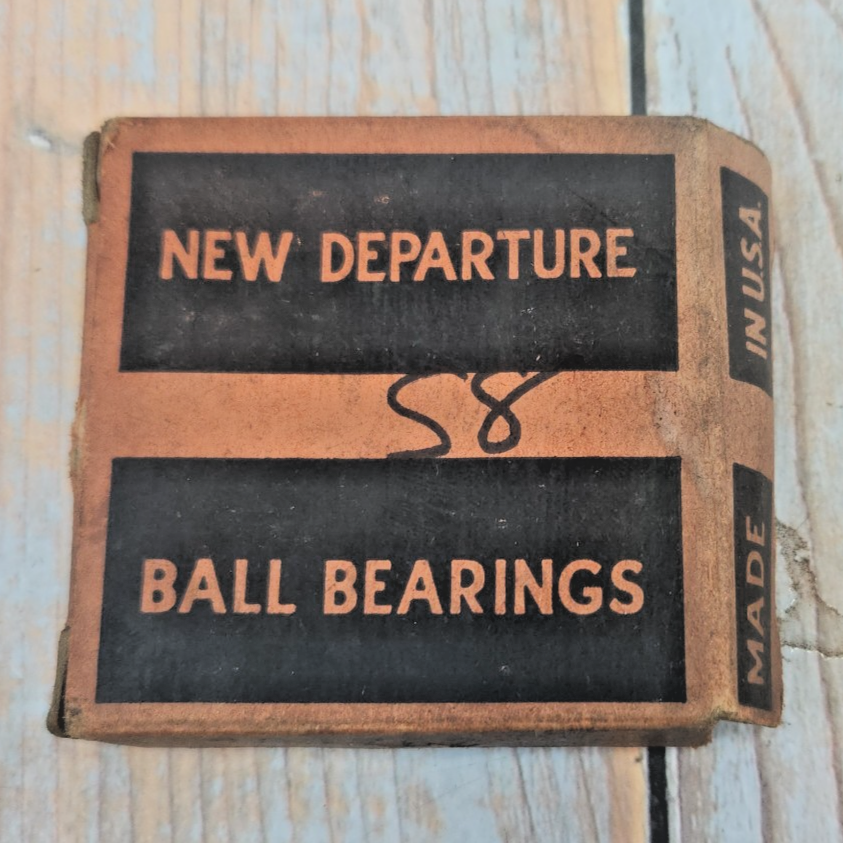 NEW DEPARTURE
58
BALL BEARINGS
MADE IN U.S.A.